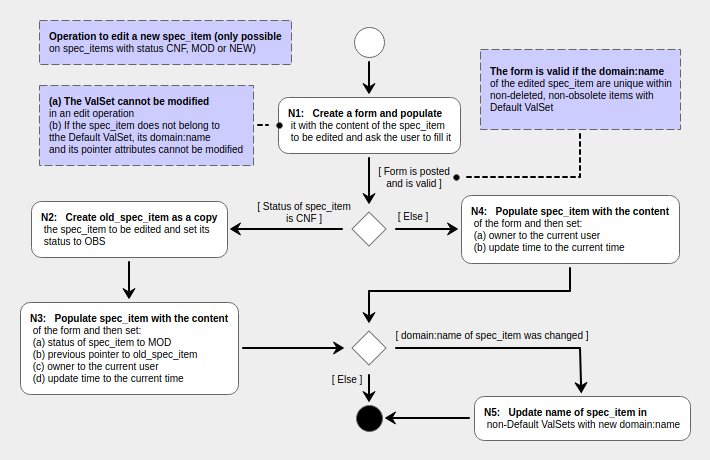 Operation to edit a new spec_item (only possible
on spec_items with status CNF, MOD or NEW)
The form is valid if the domain:name
of the edited spec_item are unique within
non-deleted, non-obsolete items with
Default ValSet
(a) The ValSet cannot be modified
in an edit operation
(b) If the spec_item does not belong to
tthe Default ValSet, its domain:name
and its pointer attributes cannot be modified
N1: Create a form and populate
it with the content of the spec_item
to be edited and ask the user to fill it
[ Form is posted
and is valid ]
[ Status of spec_item
is CNF ]
[ Else ]
N2: Create old_spec_item as a copy
the spec_item to be edited and set its
status to OBS
N4: Populate spec_item with the content
of the form and then set:
(a) owner to the current user
(b) update time to the current time
N3: Populate spec_item with the content
of the form and then set:
(a) status of spec_item to MOD
(b) previous pointer to old_spec_item
(c) owner to the current user
(d) update time to the current time
[ domain:name of spec_item was changed ]
[ Else ]
N5: Update name of spec_item in
non-Default ValSets with new domain:name